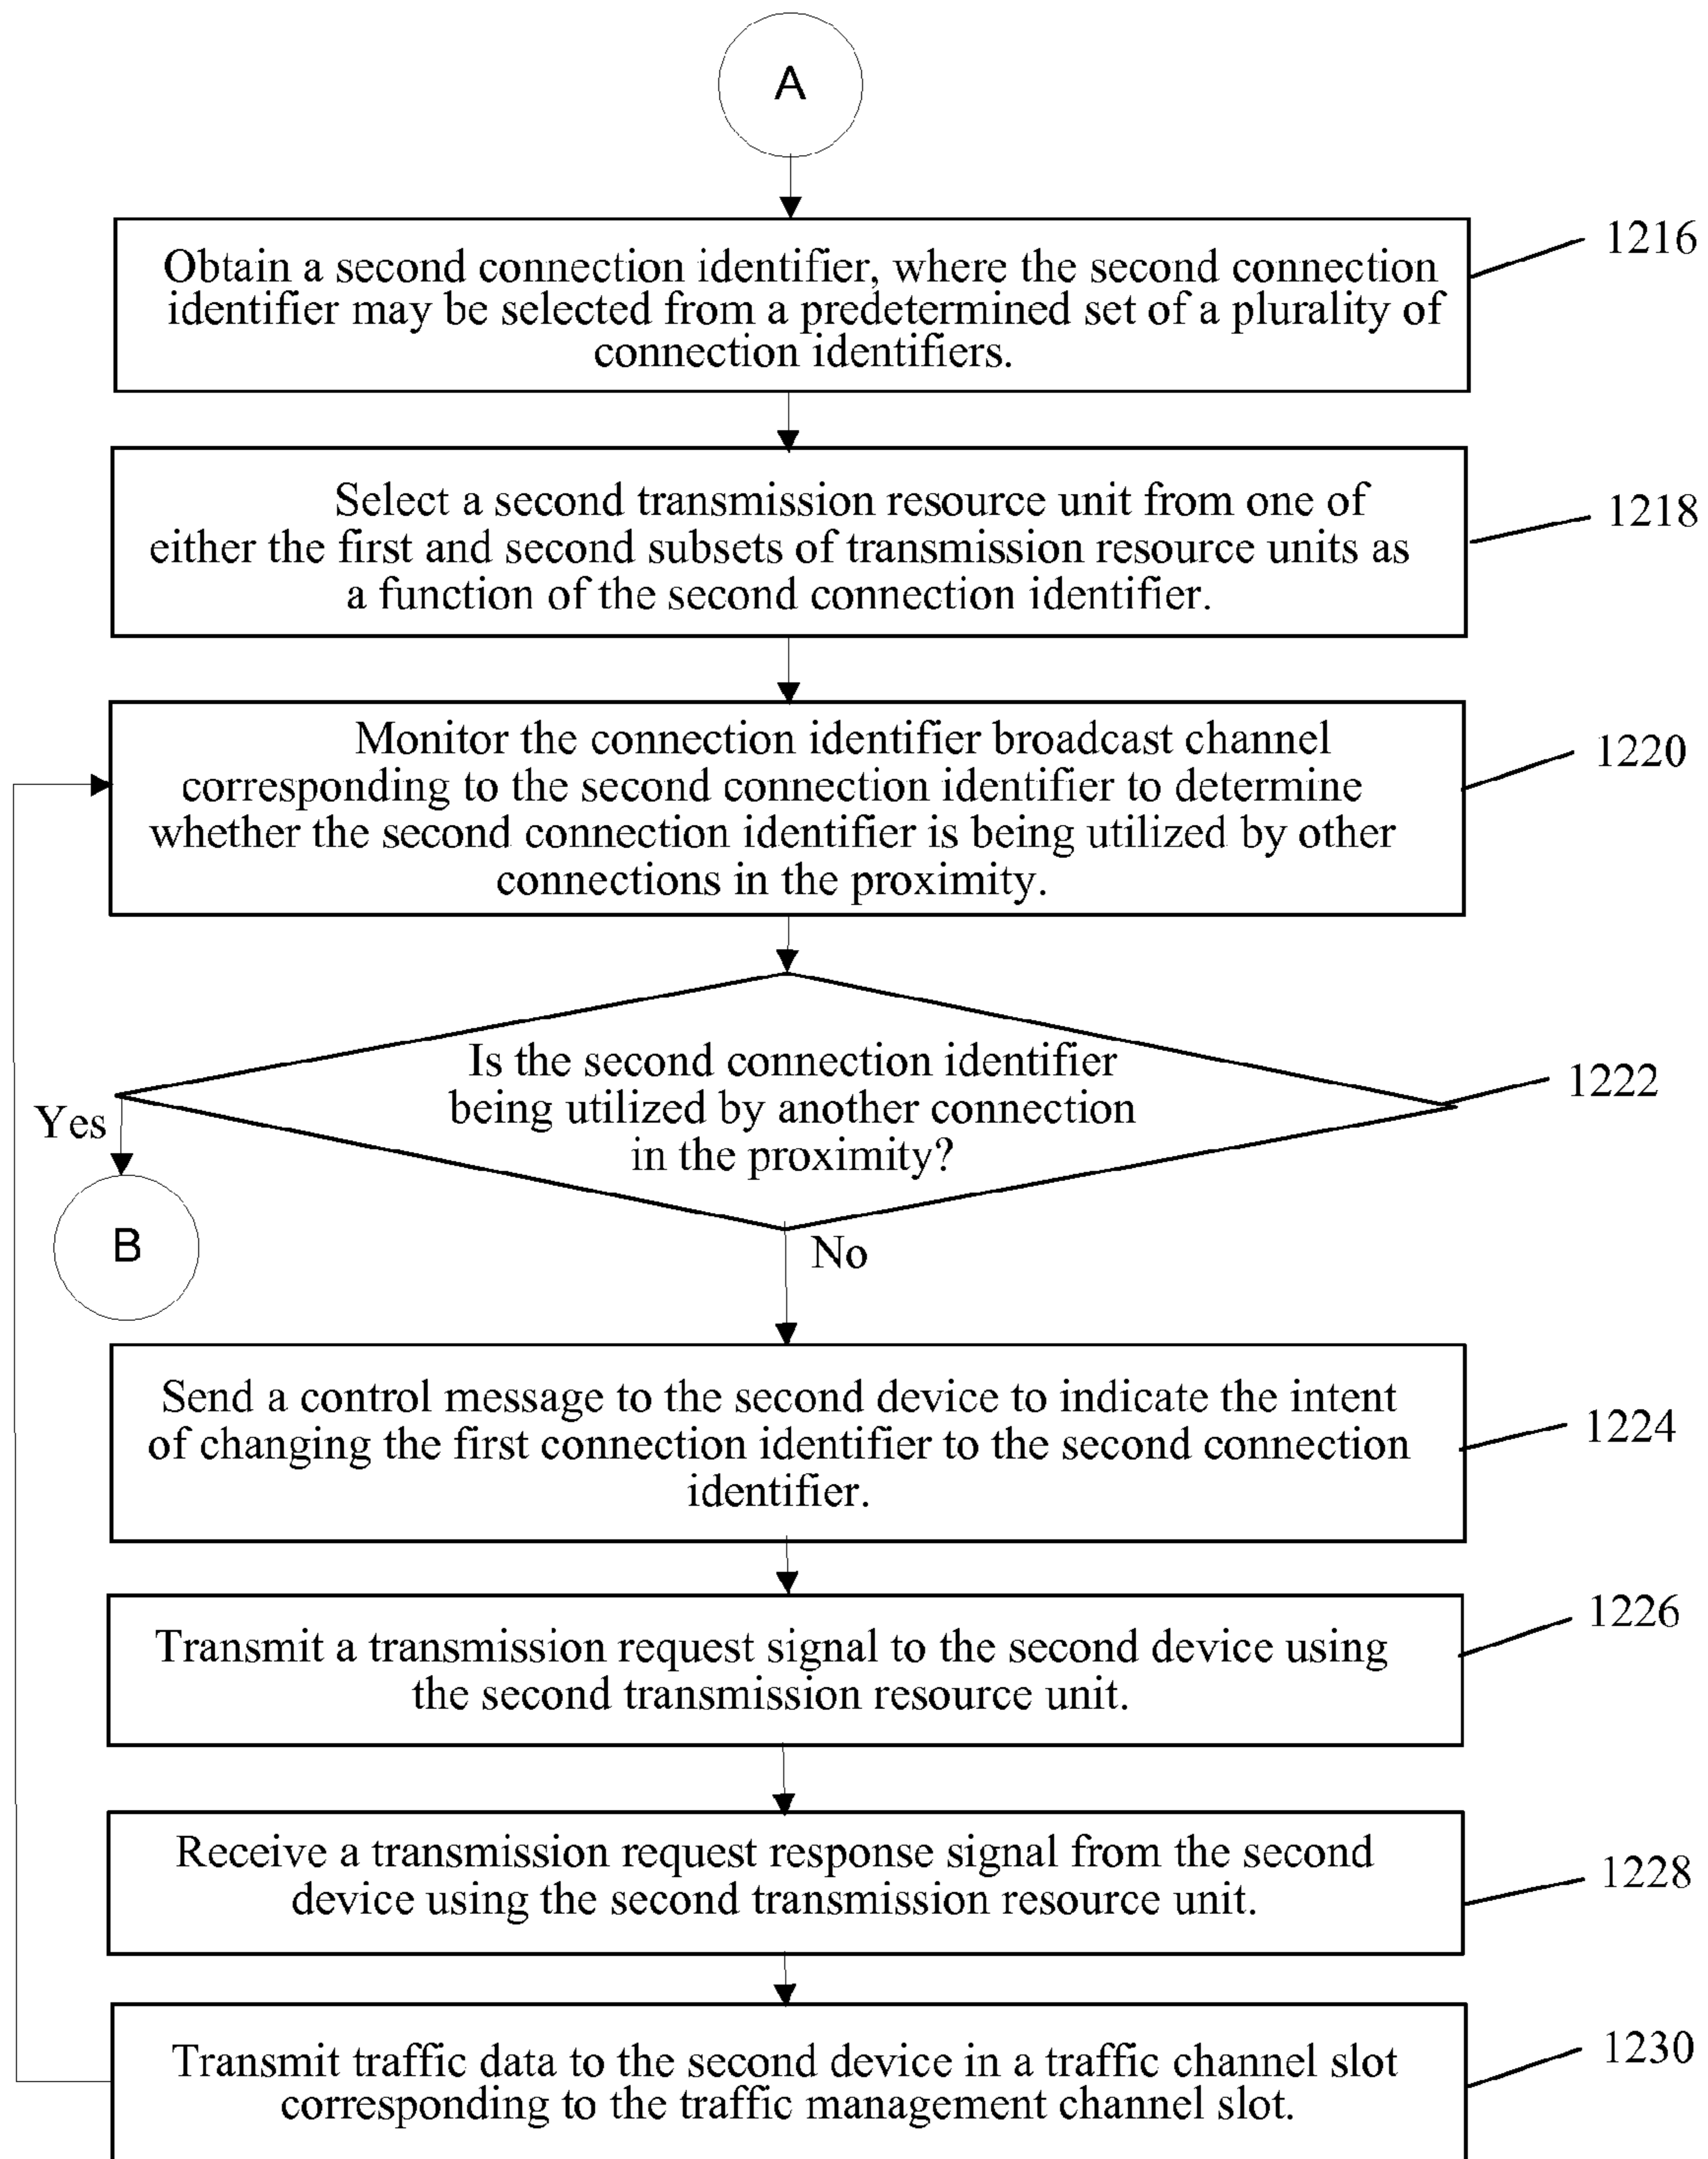 A
Obtain a second connection identifier, where the second connection
identifier may be selected from a predetermined set of a plurality of
connection identifiers.
1216
Select a second transmission resource unit from one of
either the first and second subsets of transmission resource units as
a function of the second connection identifier.
1218
Monitor the connection identifier broadcast channel
corresponding to the second connection identifier to determine
whether the second connection identifier is being utilized by other
connections in the proximity.
1220
Is the second connection identifier
being utilized by another connection
in the proximity?
1222
Yes
B
No
Send a control message to the second device to indicate the intent
of changing the first connection identifier to the second connection
identifier.
1224
Transmit a transmission request signal to the second device using
the second transmission resource unit.
1226
Receive a transmission request response signal from the second
device using the second transmission resource unit.
1228
Transmit traffic data to the second device in a traffic channel slot
corresponding to the traffic management channel slot.
1230